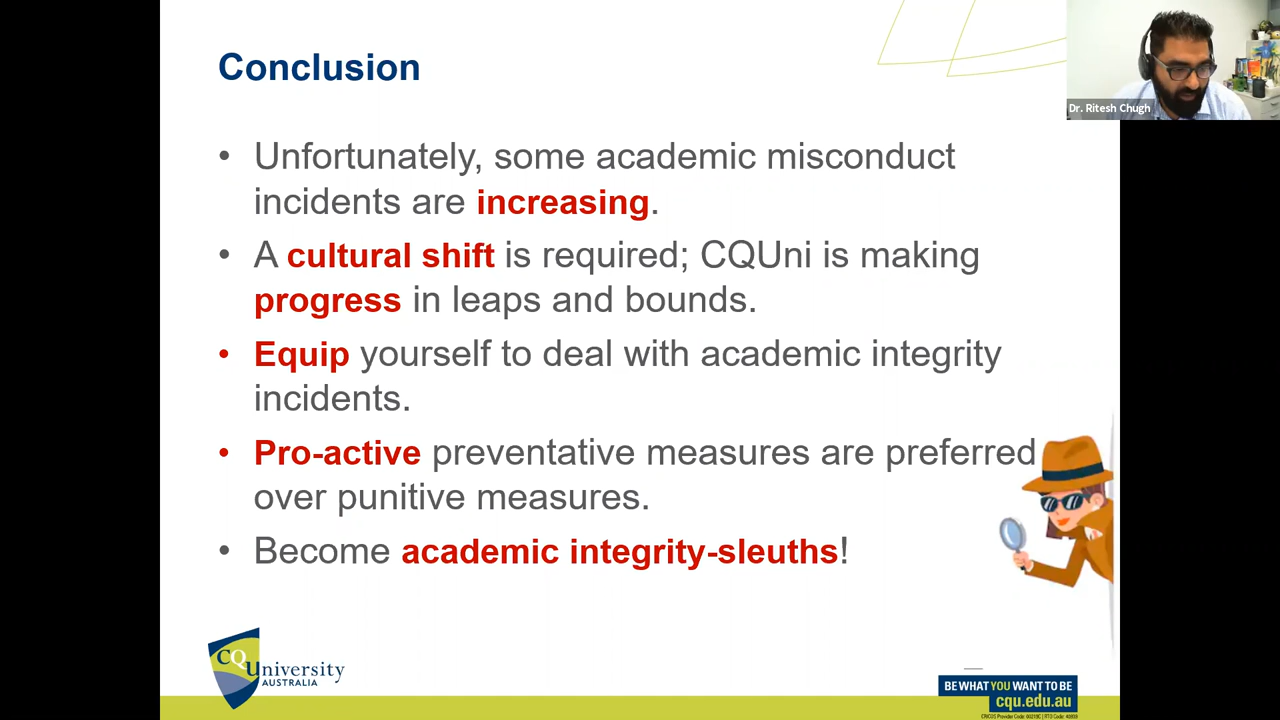 Conclusion
Dr. Ritesh Chugh
• Unfortunately, some academic misconduct
incidents are increasing.
• A cultural shift is required; CQUni is making
progress in leaps and bounds.
• Equip yourself to deal with academic integrity
incidents.
• Pro-active preventative measures are preferred
over punitive measures.
• Become academic integrity-sleuths!
CQUniversity
AUSTRALIA
BE WHAT YOU WANT TO BE
cqu.edu.au